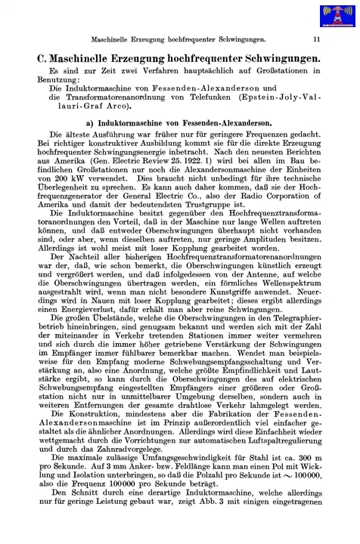 Maschinelle Erzeugung hochfrequenter Schwingungen. 11
C. Maschinelle Erzeugung hochfrequenter Schwingungen.
Es sind zur Zeit zwei Verfahren hauptsächlich auf Großstationen in
Benutzung:
Die Induktormaschine von Fessenden-Alexanderson und
die Transformatorenanordnung von Telefunken (Epstein-Joly-Val-
lauri-Graf Arco).
a) Induktormaschine von Fessenden-Alexanderson.
Die älteste Ausführung war früher nur für geringere Frequenzen gedacht.
Bei richtiger konstruktiver Ausbildung kommt sie für die direkte Erzeugung
hochfrequenter Schwingungsenergie inbetracht. Nach den neuesten Berichten
aus Amerika (Gen. Electric Review 25. 1922. 1) wird bei allen im Bau be-
findlichen Großstationen nur noch die Alexandersonmaschine der Einheiten
von 200 kW verwendet. Dies braucht nicht unbedingt für ihre technische
Überlegenheit zu sprechen. Es kann auch daher kommen, daß sie der Hoch-
frequenzgenerator der General Electric Co., also der Radio Corporation of
Amerika und damit der bedeutendsten Trustgruppe ist.
Die Induktormaschine besitzt gegenüber den Hochfrequenztransforma-
toranordnungen den Vorteil, daß in der Maschine nur lange Wellen auftreten
können, und daß entweder Oberschwingungen überhaupt nicht vorhanden
sind, oder aber, wenn dieselben auftreten, nur geringe Amplituden besitzen.
Allerdings ist wohl meist mit loser Kopplung gearbeitet worden.
Der Nachteil aller bisherigen Hochfrequenztransformatorenanordnungen
war der, daß, wie schon bemerkt, die Oberschwingungen künstlich erzeugt
und vergrößert werden, und daß infolgedessen von der Antenne, auf welche
die Oberschwingungen übertragen werden, ein förmliches Wellenspektrum
ausgestrahlt wird, wenn man nicht besondere Kunstgriffe anwendet. Neuer-
dings wird in Nauen mit loser Kopplung gearbeitet; dieses ergibt allerdings
einen Energieverlust, dafür erhält man aber reine Schwingungen.
Die großen Übelstände, welche die Oberschwingungen in den Telegraphier-
betrieb hineinbringen, sind genugsam bekannt und werden sich mit der Zahl
der miteinander in Verkehr tretenden Stationen immer weiter vermehren
und sich durch die immer höher getriebene Verstärkung der Schwingungen
im Empfänger immer fühlbarer bemerkbar machen. Wendet man beispiels-
weise für den Empfang moderne Schwebungsempfangsschaltung und Ver-
stärkung an, also eine Anordnung, welche größte Empfindlichkeit und Laut-
stärke ergibt, so kann durch die Oberschwingungen des auf elektrischen
Schwebungsempfang eingestellten Empfängers einer größeren oder Groß-
station nicht nur in unmittelbarer Umgebung derselben, sondern auch in
weiteren Entfernungen der gesamte drahtlose Verkehr lahmgelegt werden.
Die Konstruktion, mindestens aber die Fabrikation der Fessenden-
Alexandersonmaschine ist im Prinzip außerordentlich viel einfacher ge-
staltet als die ähnlicher Anordnungen. Allerdings wird diese Einfachheit wieder
wettgemacht durch die Vorrichtungen zur automatischen Luftspaltregulierung
und durch das Zahnradvorgelege.
Die maximale zulässige Umfangsgeschwindigkeit für Stahl ist ca. 300 m
pro Sekunde. Auf 3 mm Anker- bzw. Feldlänge kann man einen Pol mit Wick-
lung und Isolation unterbringen, so daß die Polzahl pro Sekunde ist ∼ 100000,
also die Frequenz 100000 pro Sekunde beträgt.
Den Schnitt durch eine derartige Induktormaschine, welche allerdings
nur für geringe Leistung gebaut war, zeigt Abb. 3 mit einigen eingetragenen